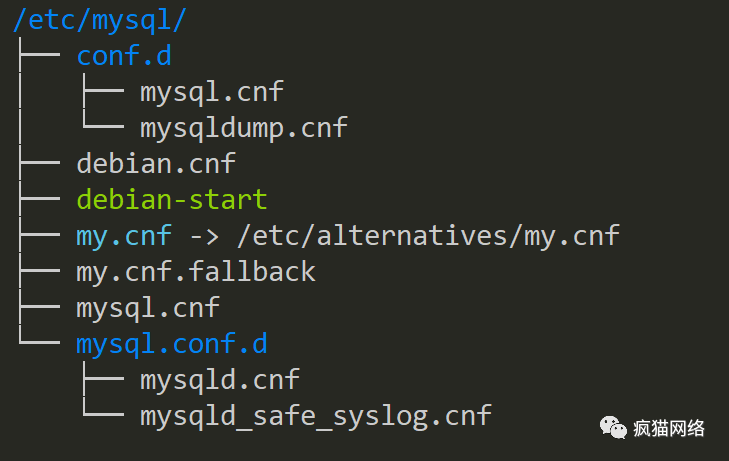 /etc/mysql/
├── conf.d
│   ├── mysql.cnf
│   └── mysqldump.cnf
├── debian.cnf
├── debian-start
├── my.cnf -> /etc/alternatives/my.cnf
├── my.cnf.fallback
├── mysql.cnf
└── mysql.conf.d
    ├── mysqld.cnf
    └── mysqld_safe_syslog.cnf
疯猫网络